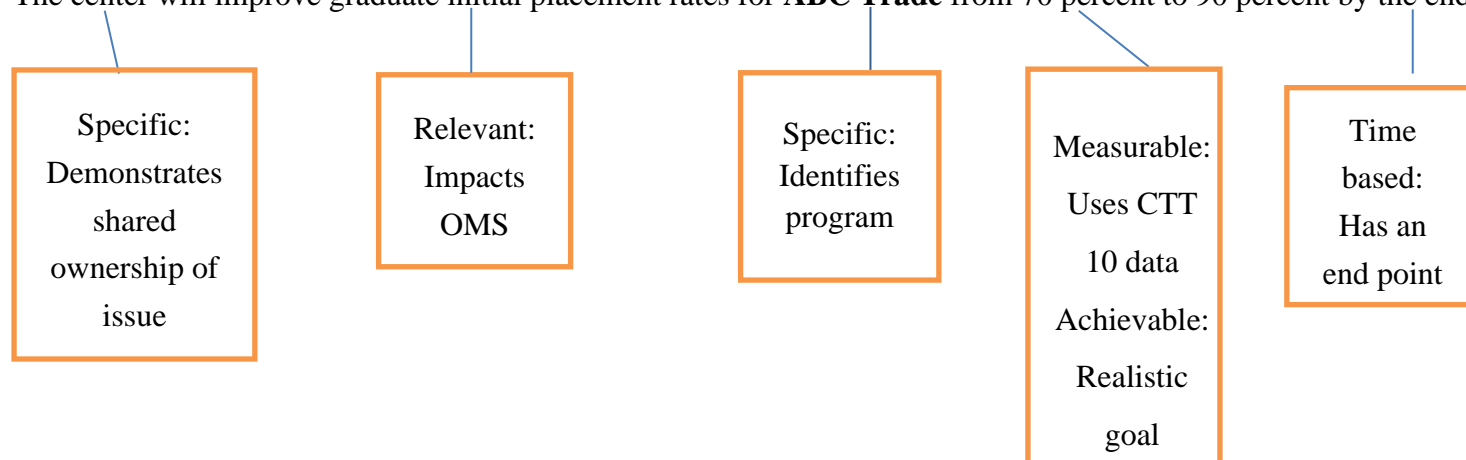 The center will improve graduate initial placement rates for ABC Trade from 70 percent to 90 percent by the end
Specific:
Demonstrates
shared
ownership of
issue
Relevant:
Impacts
OMS
Specific:
Identifies
program
Measurable:
Uses CTT
10 data
Achievable:
Realistic
goal
Time
based:
Has an
end point